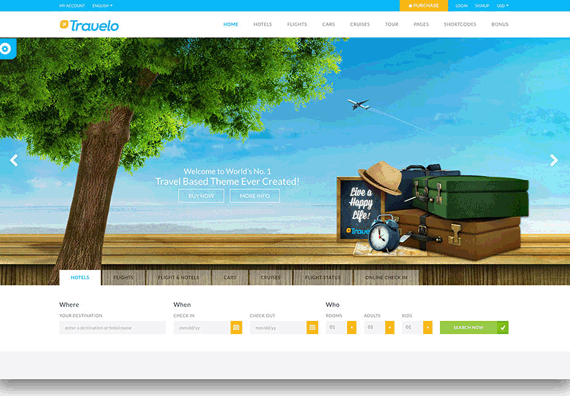 MY ACCOUNT ENGLISH PURCHASE LOGIN SIGNUP USD
Travelo HOME HOTELS FLIGHTS CARS CRUISES TOUR PAGES SHORTCODES BONUS
Welcome to World's No. 1
Travel Based Theme Ever Created!
BUY NOW MORE INFO
Live a
Happy
Life!
Travelo
HOTELS FLIGHTS FLIGHT & HOTELS CARS CRUISES FLIGHT STATUS ONLINE CHECK IN
Where When Who
YOUR DESTINATION CHECK IN CHECK OUT ROOMS ADULTS KIDS
enter a destination or hotel name mm/dd/yy mm/dd/yy 01 01 01 SEARCH NOW